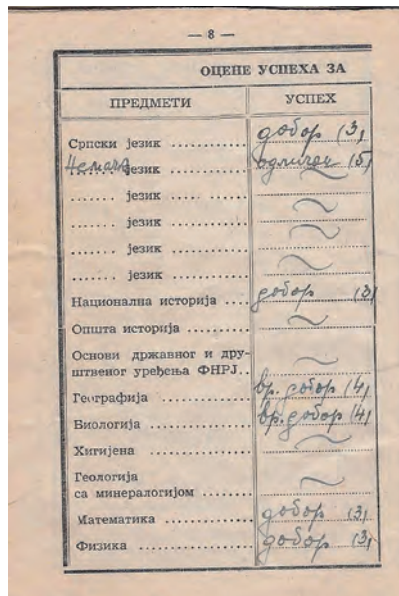 — 8 —
ОЦЕНЕ УСПЕХА ЗА
ПРЕДМЕТИ УСПЕХ
Српски језик .......... добар (3)
Немачки језик .......... одличан (5)
....... језик ..........
....... језик ..........
....... језик ..........
....... језик ..........
Национална историја .... добар (3)
Општа историја ..........
Основи државног и дру-
штвеног уређења ФНРЈ..
Географија .......... вр. добар (4)
Биологија .......... вр. добар (4)
Хигијена ..........
Геологија
са минералогијом .......
Математика .......... добар (3)
Физика .......... добар (3)